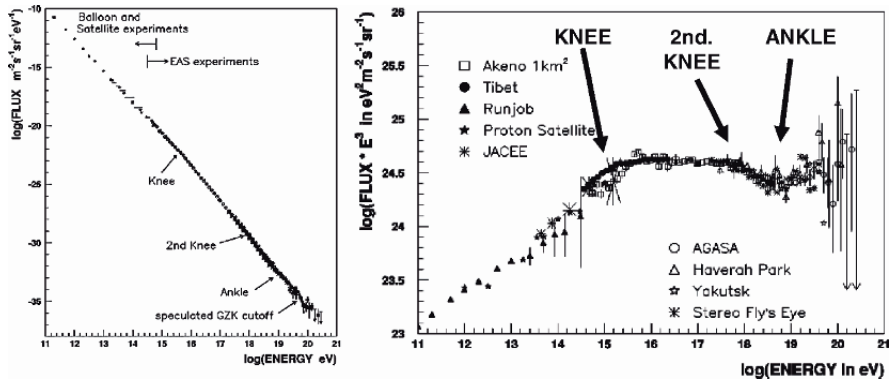 log(FLUX m⁻²s⁻¹sr⁻¹eV⁻¹)
-10
-15
-20
-25
-30
-35
Balloon and
Satellite experiments
EAS experiments
Knee
2nd Knee
Ankle
speculated GZK cutoff
11 12 13 14 15 16 17 18 19 20 21
log(ENERGY eV)
log(FLUX * E³ in eV²m⁻²s⁻¹sr⁻¹)
26
25.5
25
24.5
24
23.5
23
KNEE
2nd.
KNEE
ANKLE
Akeno 1km²
Tibet
Runjob
Proton Satellite
JACEE
AGASA
Haverah Park
Yakutsk
Stereo Fly's Eye
11 12 13 14 15 16 17 18 19 20 21
log(ENERGY in eV)